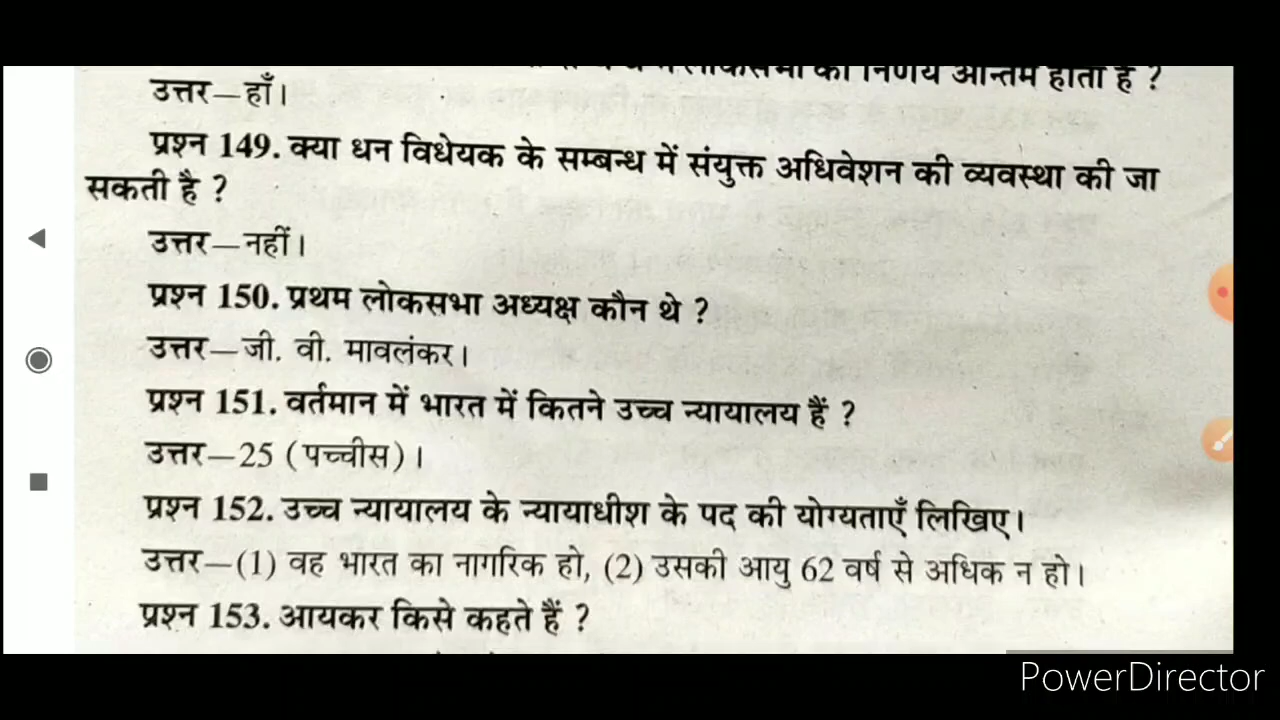 लोकसभा का निर्णय अन्तिम होता है ?
उत्तर—हाँ।
प्रश्न 149. क्या धन विधेयक के सम्बन्ध में संयुक्त अधिवेशन की व्यवस्था की जा
सकती है ?
उत्तर—नहीं।
प्रश्न 150. प्रथम लोकसभा अध्यक्ष कौन थे ?
उत्तर—जी. वी. मावलंकर।
प्रश्न 151. वर्तमान में भारत में कितने उच्च न्यायालय हैं ?
उत्तर—25 (पच्चीस)।
प्रश्न 152. उच्च न्यायालय के न्यायाधीश के पद की योग्यताएँ लिखिए।
उत्तर—(1) वह भारत का नागरिक हो, (2) उसकी आयु 62 वर्ष से अधिक न हो।
प्रश्न 153. आयकर किसे कहते हैं ?
PowerDirector